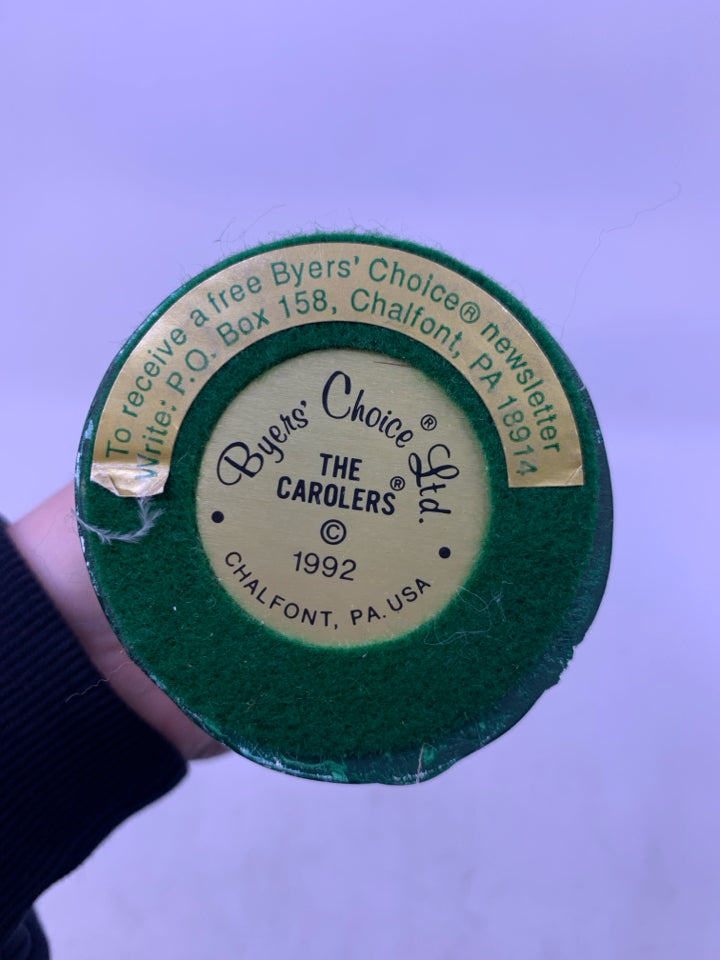 To receive a free Byers' Choice® newsletter
Write: P.O. Box 158, Chalfont, PA 18914
Byers' Choice® Ltd.
THE
CAROLERS®
©
1992
CHALFONT, PA. USA